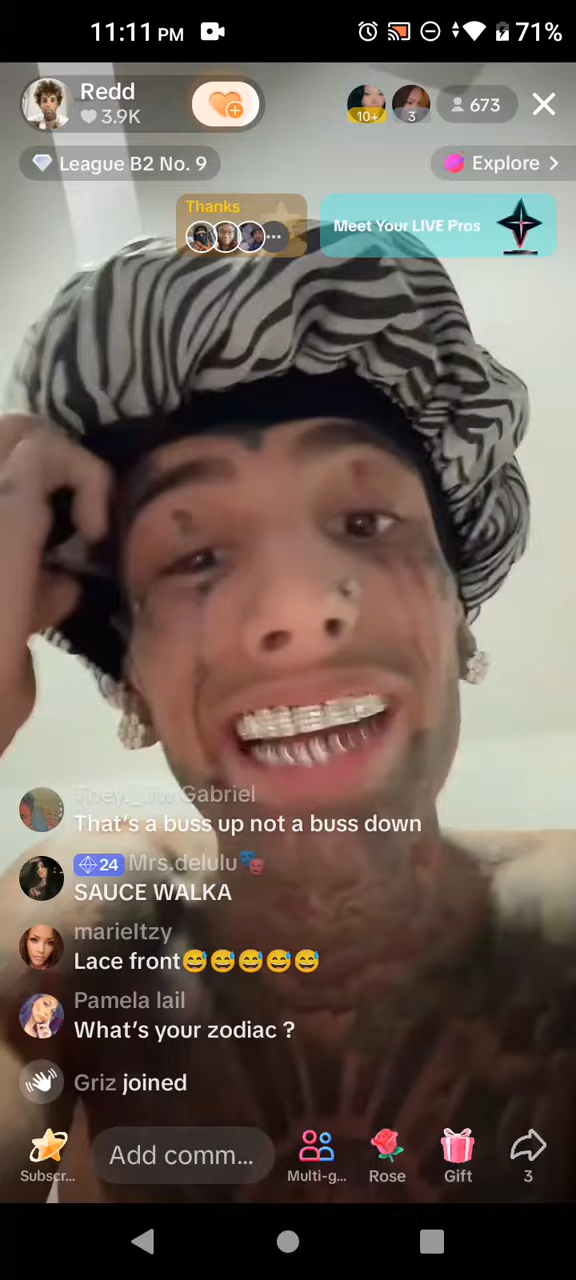 11:11 PM
71%
Redd
3.9K
10+
3
673
League B2 No. 9
Explore
Thanks
Meet Your LIVE Pros
Gabriel
That's a buss up not a buss down
24 Mrs.delulu🎭
SAUCE WALKA
marieltzy
Lace front😅😅😅😅😅
Pamela lail
What's your zodiac ?
Griz joined
Add comm...
Subscr...
Multi-g...
Rose
Gift
3